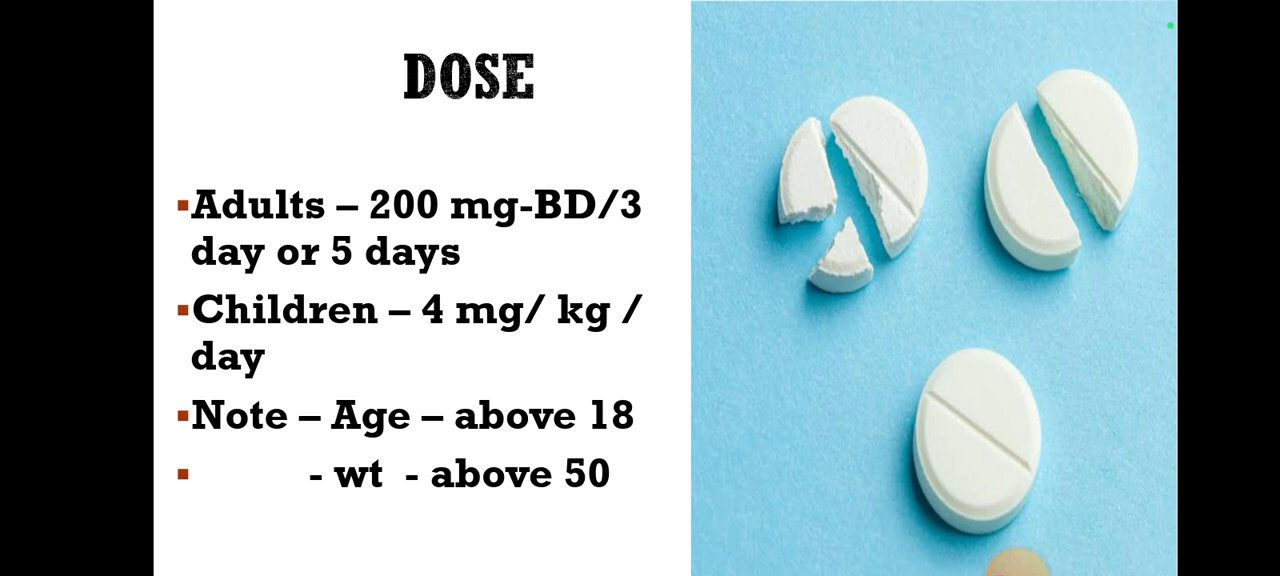 DOSE
▪Adults – 200 mg-BD/3
day or 5 days
▪Children – 4 mg/ kg /
day
▪Note – Age – above 18
▪ - wt - above 50